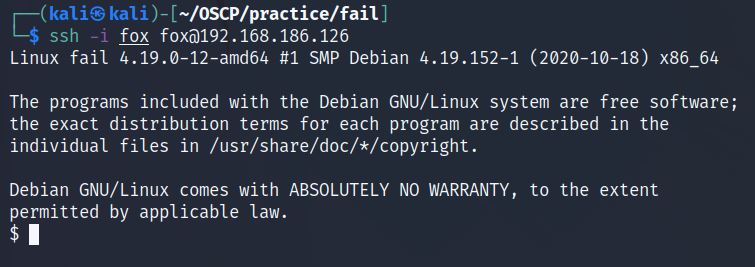 ┌──(kali㉿kali)-[~/OSCP/practice/fail]
└─$ ssh -i fox fox@192.168.186.126
Linux fail 4.19.0-12-amd64 #1 SMP Debian 4.19.152-1 (2020-10-18) x86_64

The programs included with the Debian GNU/Linux system are free software;
the exact distribution terms for each program are described in the
individual files in /usr/share/doc/*/copyright.

Debian GNU/Linux comes with ABSOLUTELY NO WARRANTY, to the extent
permitted by applicable law.
$